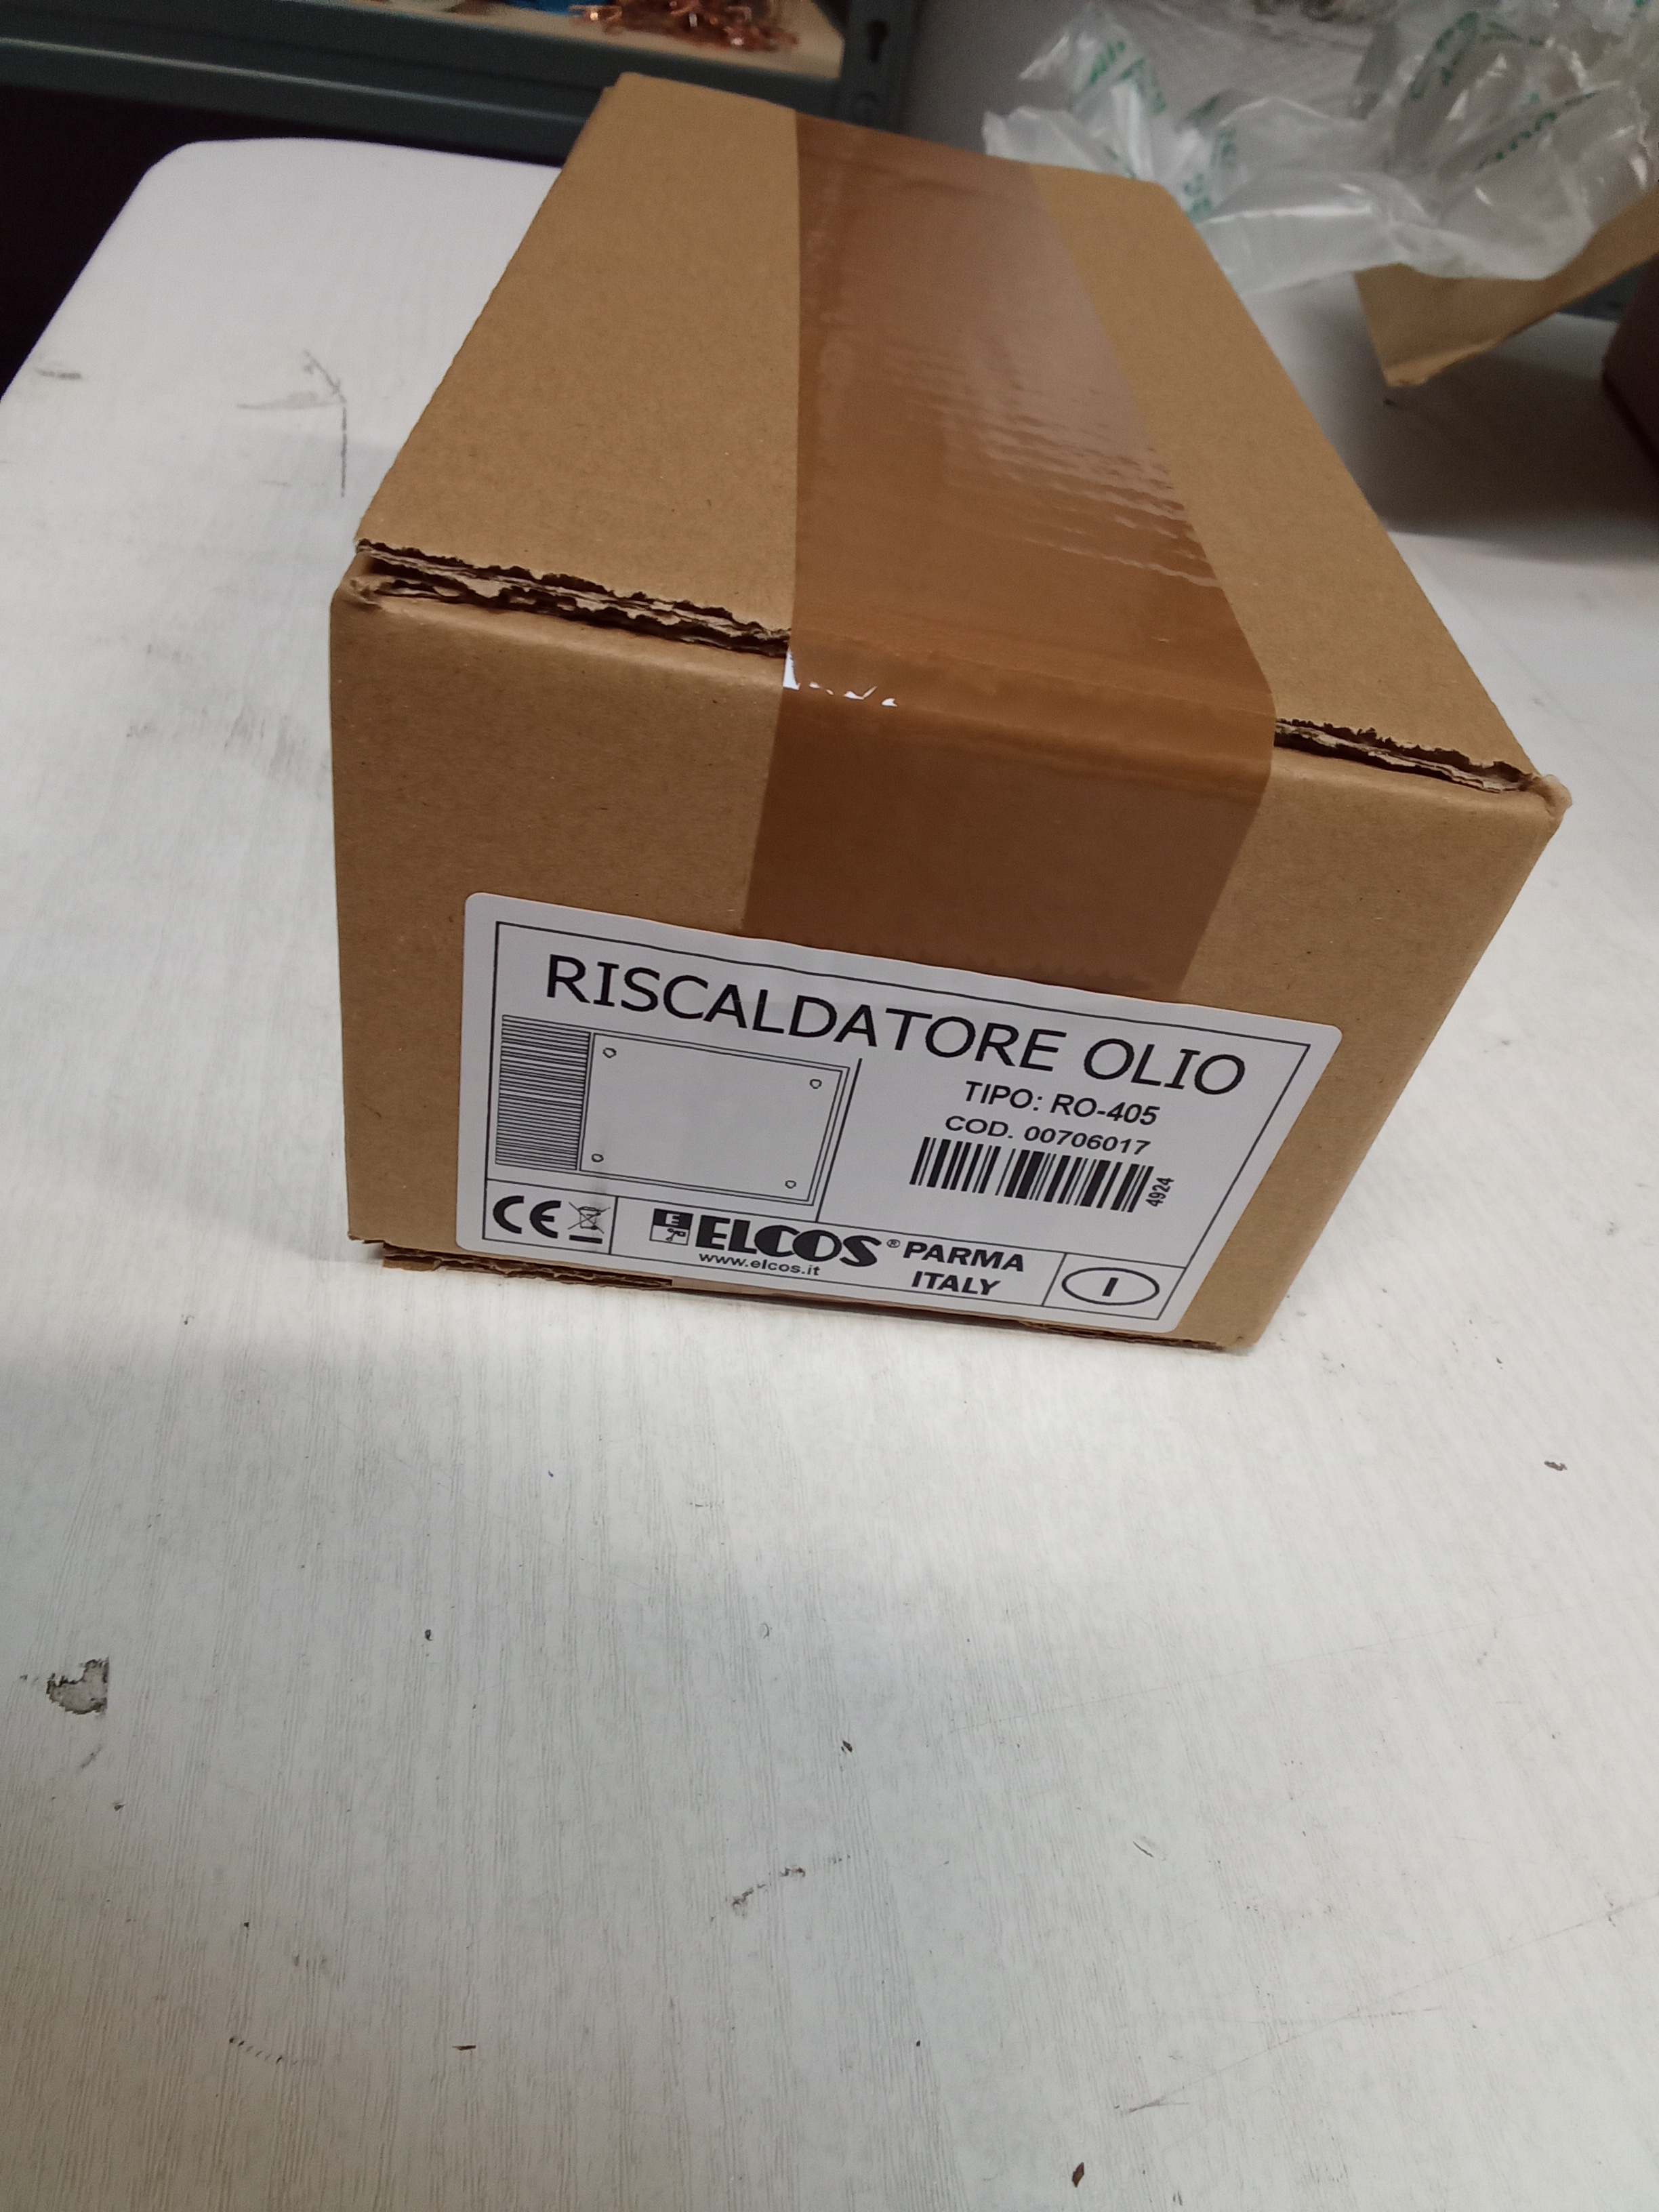 RISCALDATORE OLIO
TIPO: RO-405
COD. 00706017
4924
CE
ELCOS® PARMA
www.elcos.it
ITALY
I